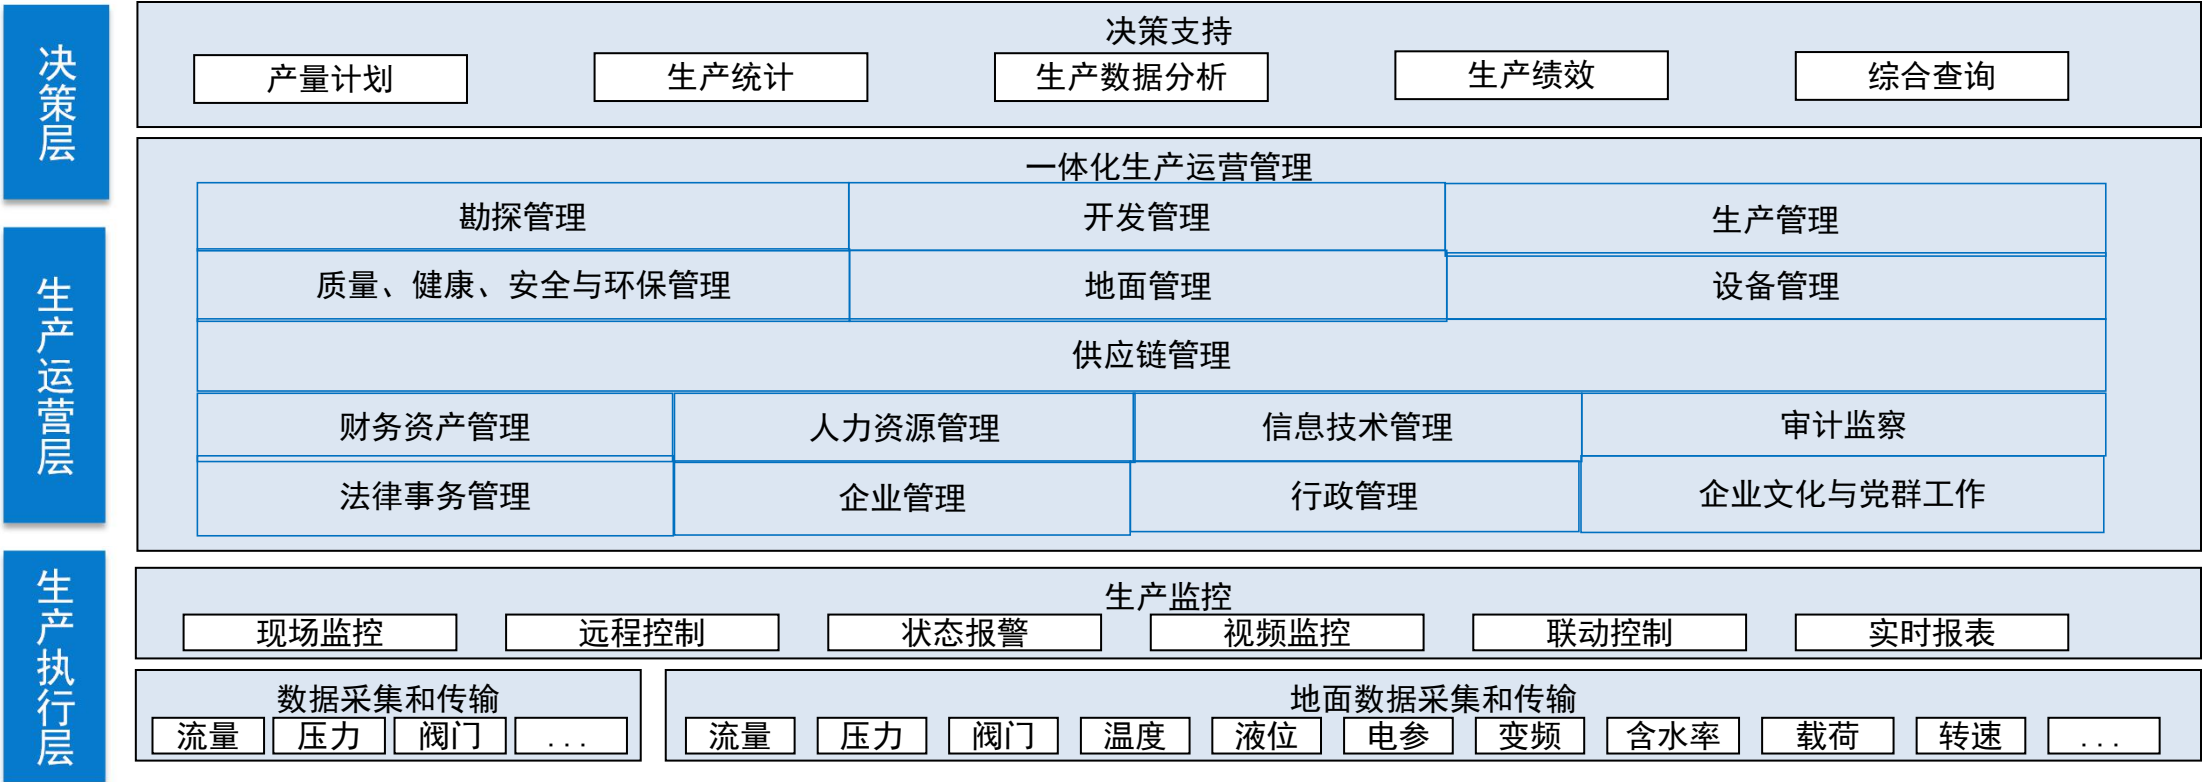 决策层
决策支持
产量计划
生产统计
生产数据分析
生产绩效
综合查询
生产运营层
一体化生产运营管理
勘探管理
开发管理
生产管理
质量、健康、安全与环保管理
地面管理
设备管理
供应链管理
财务资产管理
人力资源管理
信息技术管理
审计监察
法律事务管理
企业管理
行政管理
企业文化与党群工作
生产执行层
生产监控
现场监控
远程控制
状态报警
视频监控
联动控制
实时报表
数据采集和传输
流量
压力
阀门
...
地面数据采集和传输
流量
压力
阀门
温度
液位
电参
变频
含水率
载荷
转速
...